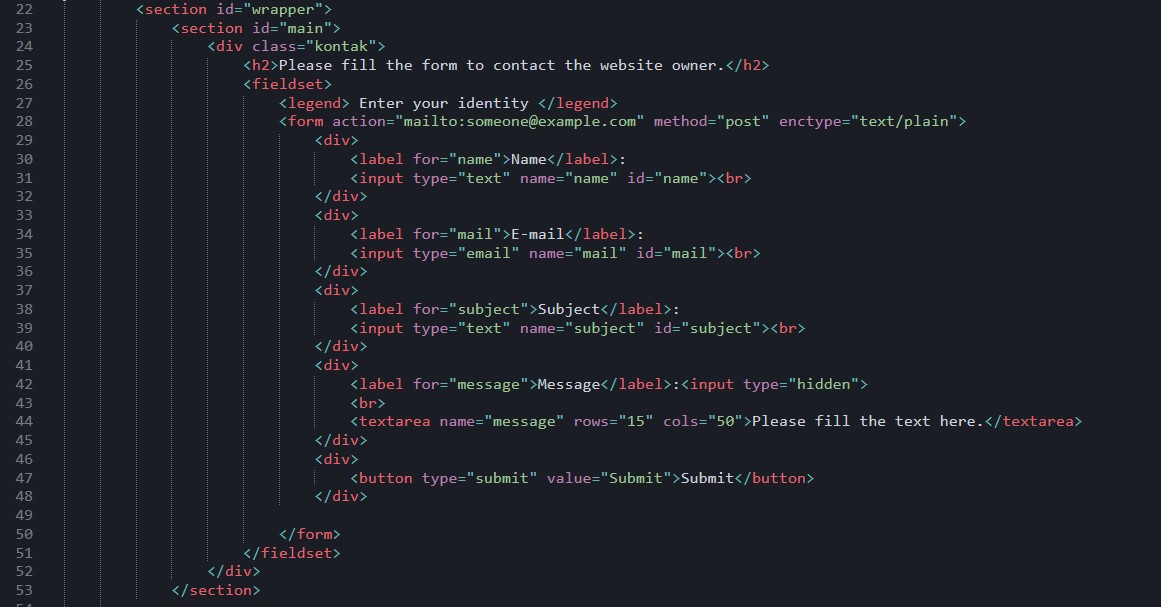 22 <section id="wrapper">
23 <section id="main">
24 <div class="kontak">
25 <h2>Please fill the form to contact the website owner.</h2>
26 <fieldset>
27 <legend> Enter your identity </legend>
28 <form action="mailto:someone@example.com" method="post" enctype="text/plain">
29 <div>
30 <label for="name">Name</label>:
31 <input type="text" name="name" id="name"><br>
32 </div>
33 <div>
34 <label for="mail">E-mail</label>:
35 <input type="email" name="mail" id="mail"><br>
36 </div>
37 <div>
38 <label for="subject">Subject</label>:
39 <input type="text" name="subject" id="subject"><br>
40 </div>
41 <div>
42 <label for="message">Message</label>:<input type="hidden">
43 <br>
44 <textarea name="message" rows="15" cols="50">Please fill the text here.</textarea>
45 </div>
46 <div>
47 <button type="submit" value="Submit">Submit</button>
48 </div>
49
50 </form>
51 </fieldset>
52 </div>
53 </section>